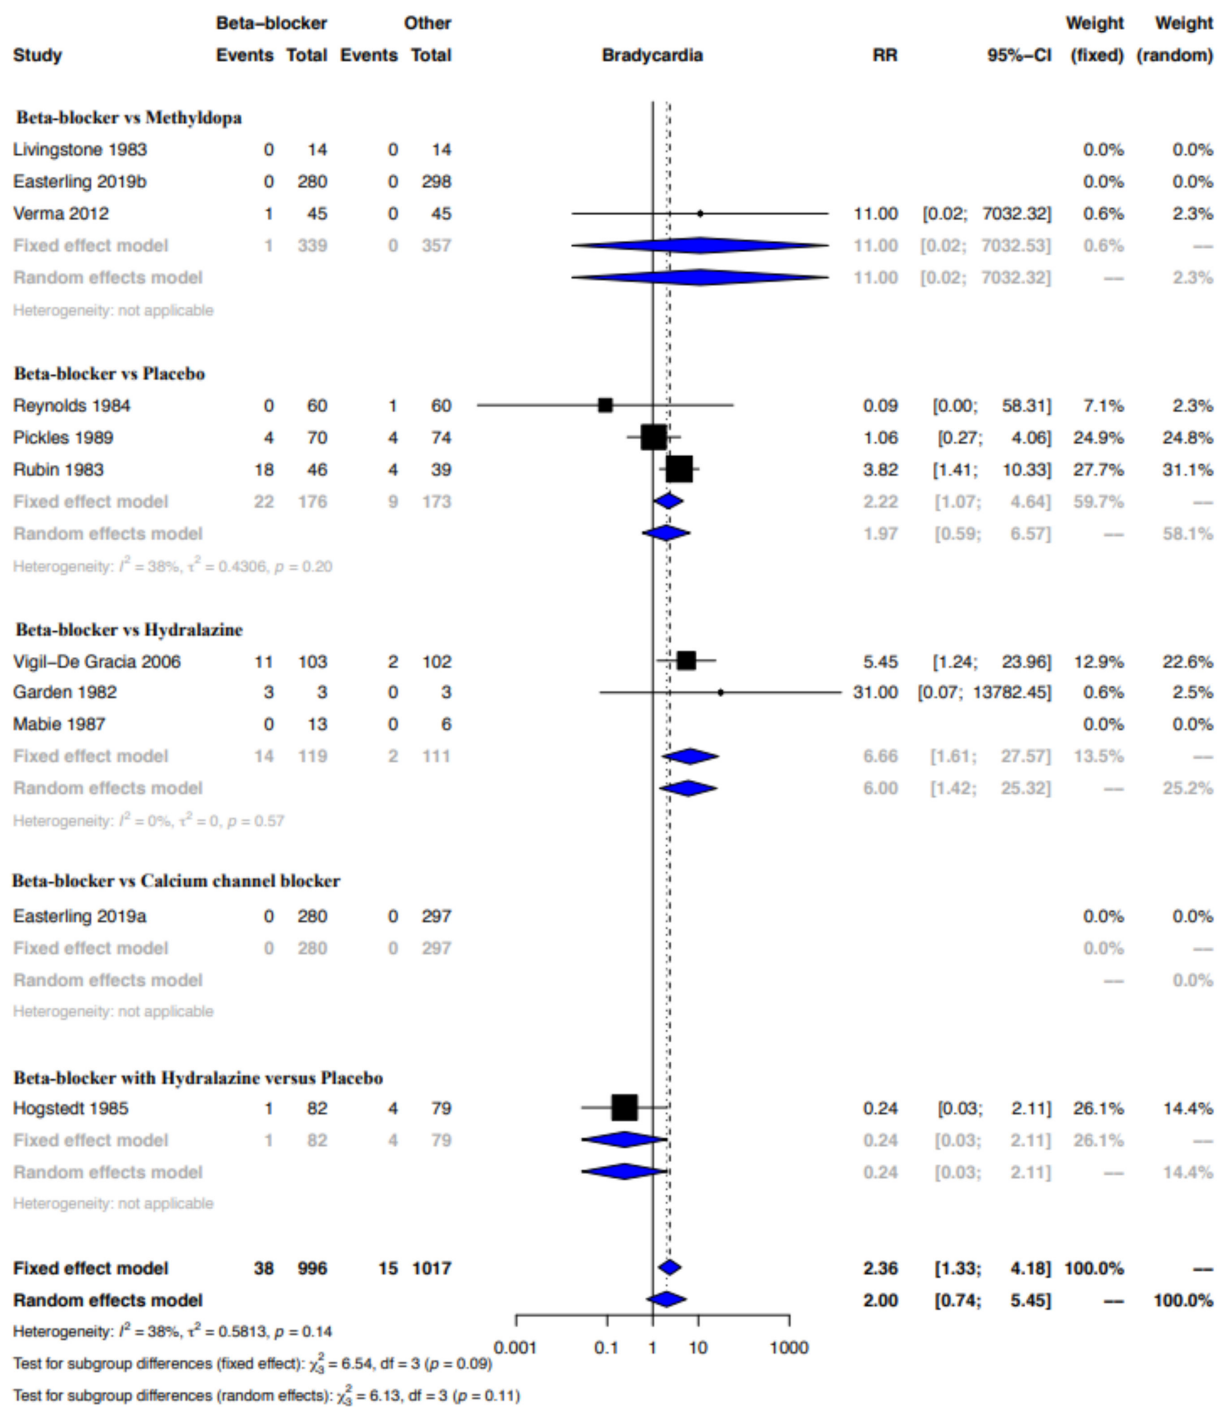 Beta−blocker Other Weight Weight
Study Events Total Events Total Bradycardia RR 95%−CI (fixed) (random)
Beta-blocker vs Methyldopa
Livingstone 1983 0 14 0 14 0.0% 0.0%
Easterling 2019b 0 280 0 298 0.0% 0.0%
Verma 2012 1 45 0 45 11.00 [0.02; 7032.32] 0.6% 2.3%
Fixed effect model 1 339 0 357 11.00 [0.02; 7032.53] 0.6% −−
Random effects model 11.00 [0.02; 7032.32] −− 2.3%
Heterogeneity: not applicable
Beta-blocker vs Placebo
Reynolds 1984 0 60 1 60 0.09 [0.00; 58.31] 7.1% 2.3%
Pickles 1989 4 70 4 74 1.06 [0.27; 4.06] 24.9% 24.8%
Rubin 1983 18 46 4 39 3.82 [1.41; 10.33] 27.7% 31.1%
Fixed effect model 22 176 9 173 2.22 [1.07; 4.64] 59.7% −−
Random effects model 1.97 [0.59; 6.57] −− 58.1%
Heterogeneity: I² = 38%, τ² = 0.4306, p = 0.20
Beta-blocker vs Hydralazine
Vigil−De Gracia 2006 11 103 2 102 5.45 [1.24; 23.96] 12.9% 22.6%
Garden 1982 3 3 0 3 31.00 [0.07; 13782.45] 0.6% 2.5%
Mabie 1987 0 13 0 6 0.0% 0.0%
Fixed effect model 14 119 2 111 6.66 [1.61; 27.57] 13.5% −−
Random effects model 6.00 [1.42; 25.32] −− 25.2%
Heterogeneity: I² = 0%, τ² = 0, p = 0.57
Beta-blocker vs Calcium channel blocker
Easterling 2019a 0 280 0 297 0.0% 0.0%
Fixed effect model 0 280 0 297 0.0% −−
Random effects model −− 0.0%
Heterogeneity: not applicable
Beta-blocker with Hydralazine versus Placebo
Hogstedt 1985 1 82 4 79 0.24 [0.03; 2.11] 26.1% 14.4%
Fixed effect model 1 82 4 79 0.24 [0.03; 2.11] 26.1% −−
Random effects model 0.24 [0.03; 2.11] −− 14.4%
Heterogeneity: not applicable
Fixed effect model 38 996 15 1017 2.36 [1.33; 4.18] 100.0% −−
Random effects model 2.00 [0.74; 5.45] −− 100.0%
Heterogeneity: I² = 38%, τ² = 0.5813, p = 0.14
0.001 0.1 1 10 1000
Test for subgroup differences (fixed effect): χ²₃ = 6.54, df = 3 (p = 0.09)
Test for subgroup differences (random effects): χ²₃ = 6.13, df = 3 (p = 0.11)